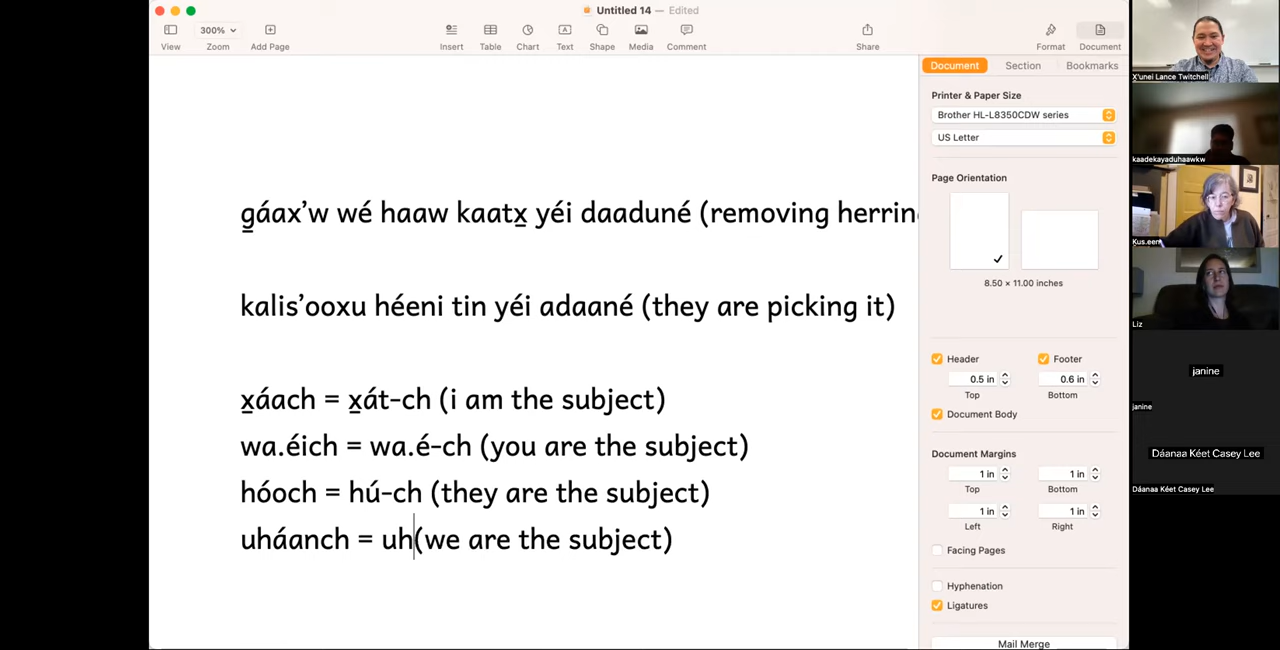 Untitled 14 — Edited
300%
View Zoom Add Page Insert Table Chart Text Shape Media Comment Share Format Document
Document Section Bookmarks
Printer & Paper Size
Brother HL-L8350CDW series
US Letter
Page Orientation
8.50 × 11.00 inches
Header Footer
0.5 in 0.6 in
Top Bottom
Document Body
Document Margins
1 in 1 in
Top Bottom
1 in 1 in
Left Right
Facing Pages
Hyphenation
Ligatures
Mail Merge
g̱áax’w wé haaw kaatx̱ yéi daaduné (removing herrin
kalis’ooxu héeni tin yéi adaané (they are picking it)
x̱áach = x̱át-ch (i am the subject)
wa.éich = wa.é-ch (you are the subject)
hóoch = hú-ch (they are the subject)
uháanch = uh(we are the subject)
X̱'unei Lance Twitchell
kaadekayaduhaawkw
Ḵus.een
Liz
janine
janine
Dáanaa Kéet Casey Lee
Dáanaa Kéet Casey Lee